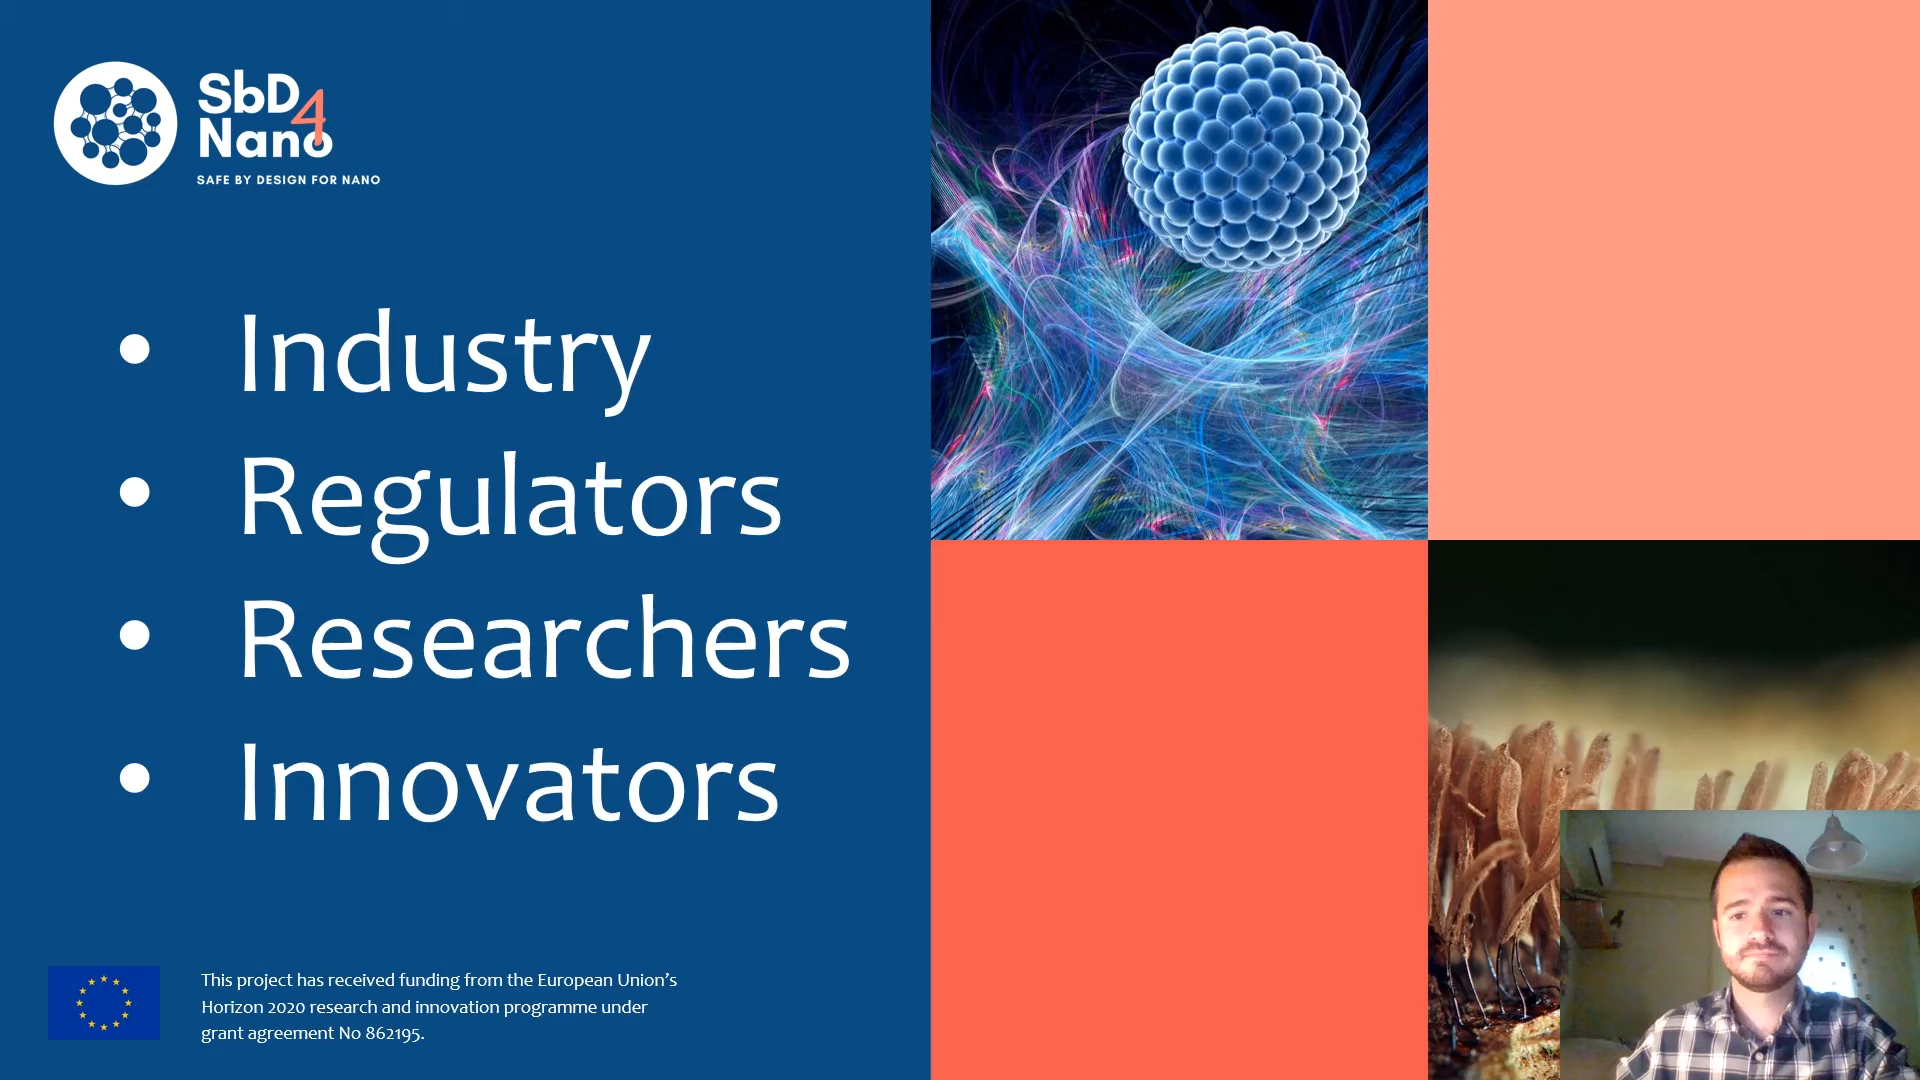 SbD4
Nano
SAFE BY DESIGN FOR NANO
• Industry
• Regulators
• Researchers
• Innovators
This project has received funding from the European Union’s
Horizon 2020 research and innovation programme under
grant agreement No 862195.